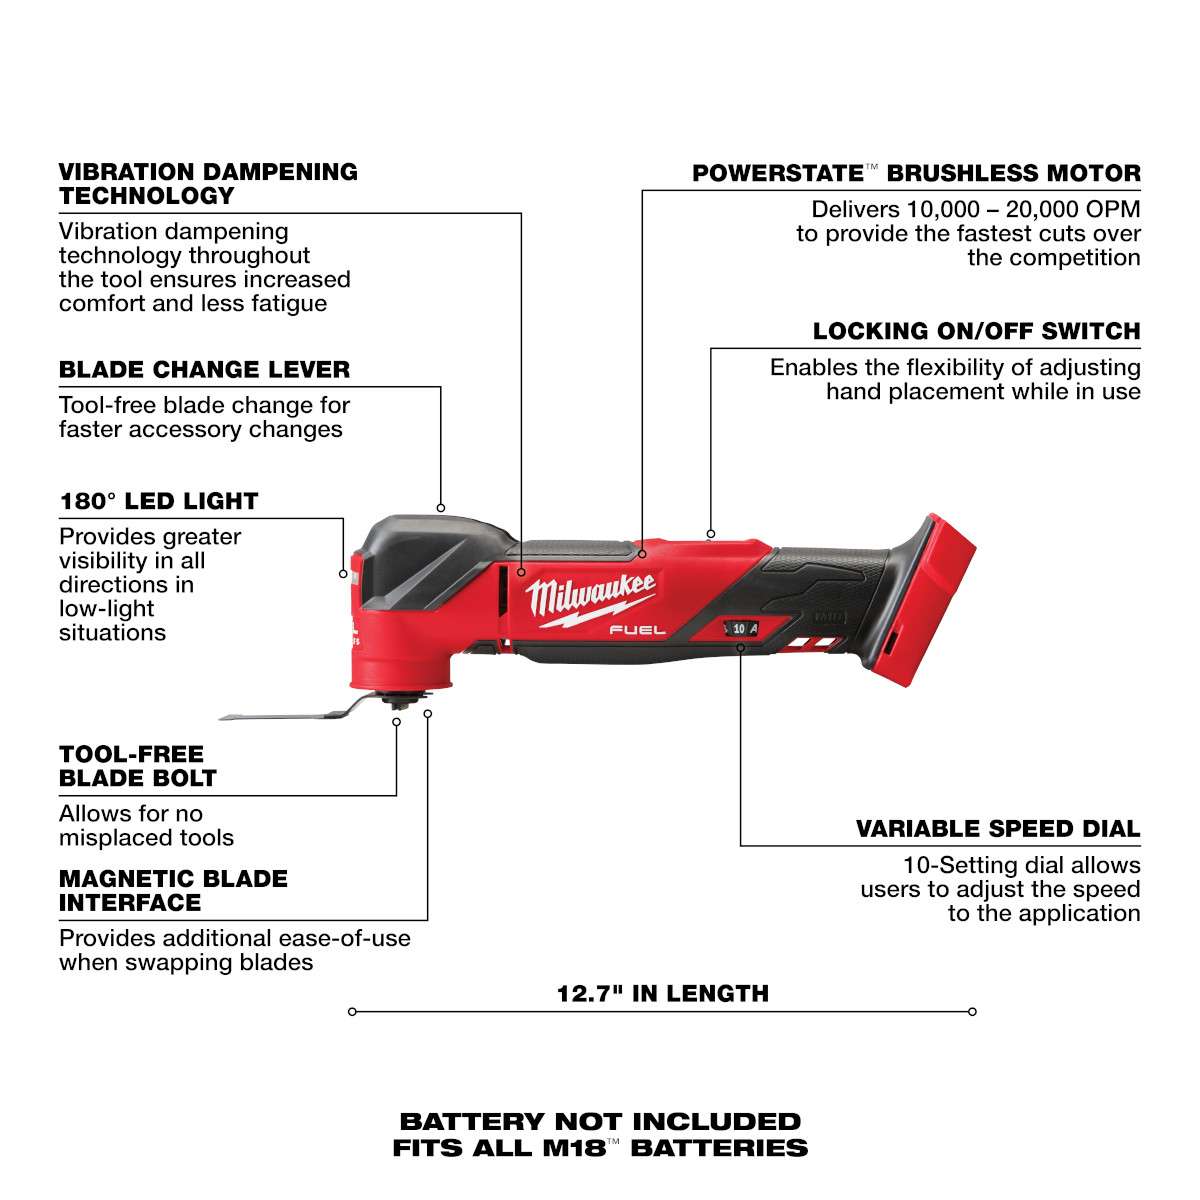 VIBRATION DAMPENING
TECHNOLOGY
Vibration dampening
technology throughout
the tool ensures increased
comfort and less fatigue
BLADE CHANGE LEVER
Tool-free blade change for
faster accessory changes
180° LED LIGHT
Provides greater
visibility in all
directions in
low-light
situations
TOOL-FREE
BLADE BOLT
Allows for no
misplaced tools
MAGNETIC BLADE
INTERFACE
Provides additional ease-of-use
when swapping blades
POWERSTATE™ BRUSHLESS MOTOR
Delivers 10,000 – 20,000 OPM
to provide the fastest cuts over
the competition
LOCKING ON/OFF SWITCH
Enables the flexibility of adjusting
hand placement while in use
Milwaukee
FUEL
10 A
VARIABLE SPEED DIAL
10-Setting dial allows
users to adjust the speed
to the application
12.7" IN LENGTH
BATTERY NOT INCLUDED
FITS ALL M18™ BATTERIES